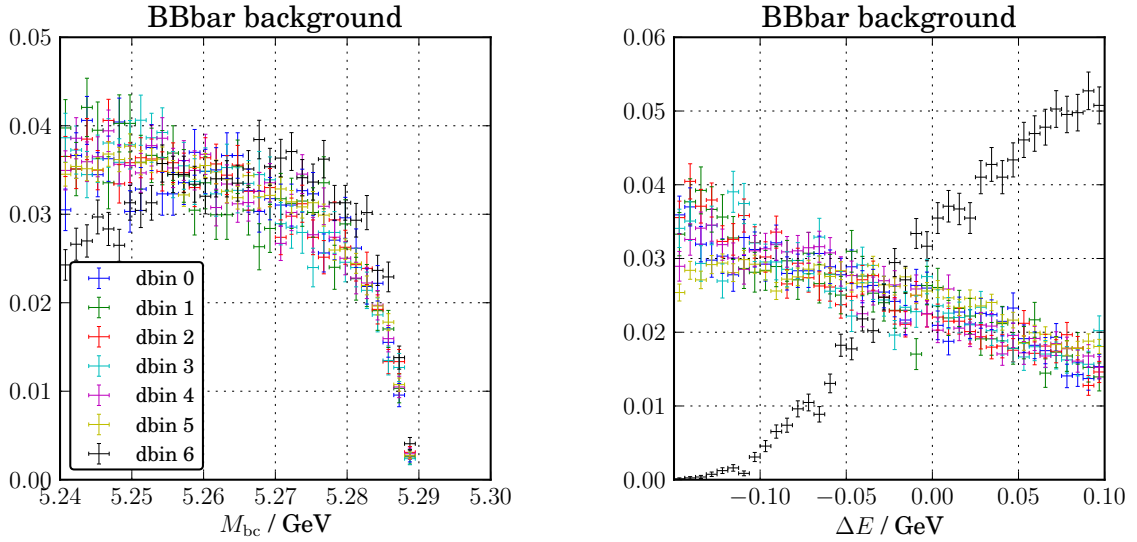 BBbar background
0.05
0.04
0.03
0.02
0.01
0.00
dbin 0
dbin 1
dbin 2
dbin 3
dbin 4
dbin 5
dbin 6
5.24 5.25 5.26 5.27 5.28 5.29 5.30
M_bc / GeV
BBbar background
0.06
0.05
0.04
0.03
0.02
0.01
0.00
−0.10 −0.05 0.00 0.05 0.10
ΔE / GeV